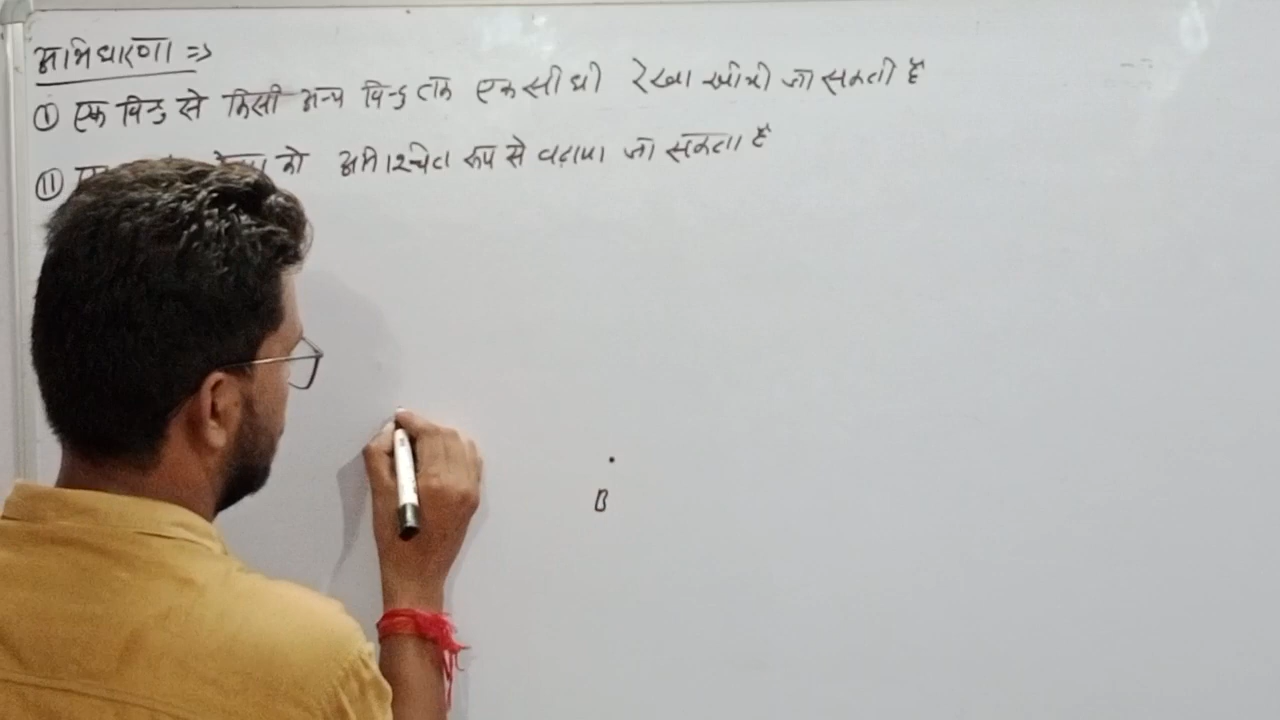 अभिधारणा =>
① एक बिन्दु से किसी अन्य बिन्दु तक एक सीधी रेखा खींची जा सकती है
⑪ को अनिश्चित रूप से बढ़ाया जा सकता है
B